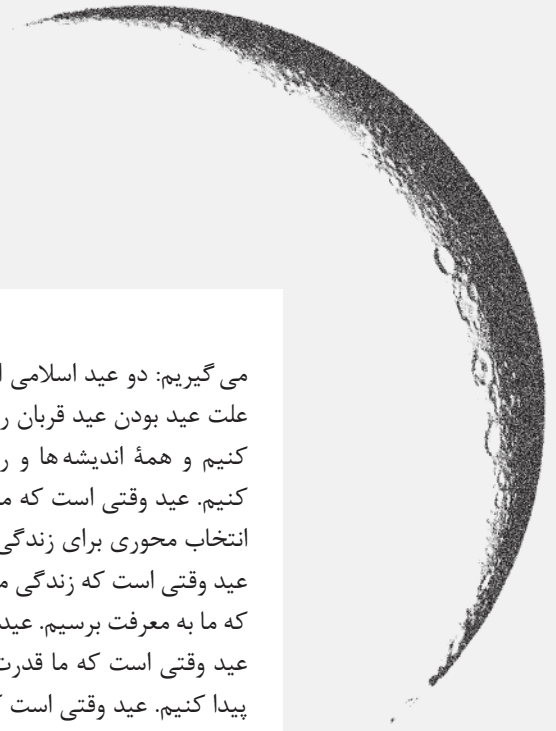 می گیریم: دو عید اسلامی ا
علت عید بودن عید قربان ر
کنیم و همهٔ اندیشه ها و ر
کنیم. عید وقتی است که م
انتخاب محوری برای زندگی
عید وقتی است که زندگی م
که ما به معرفت برسیم. عید
عید وقتی است که ما قدرت
پیدا کنیم. عید وقتی است ک